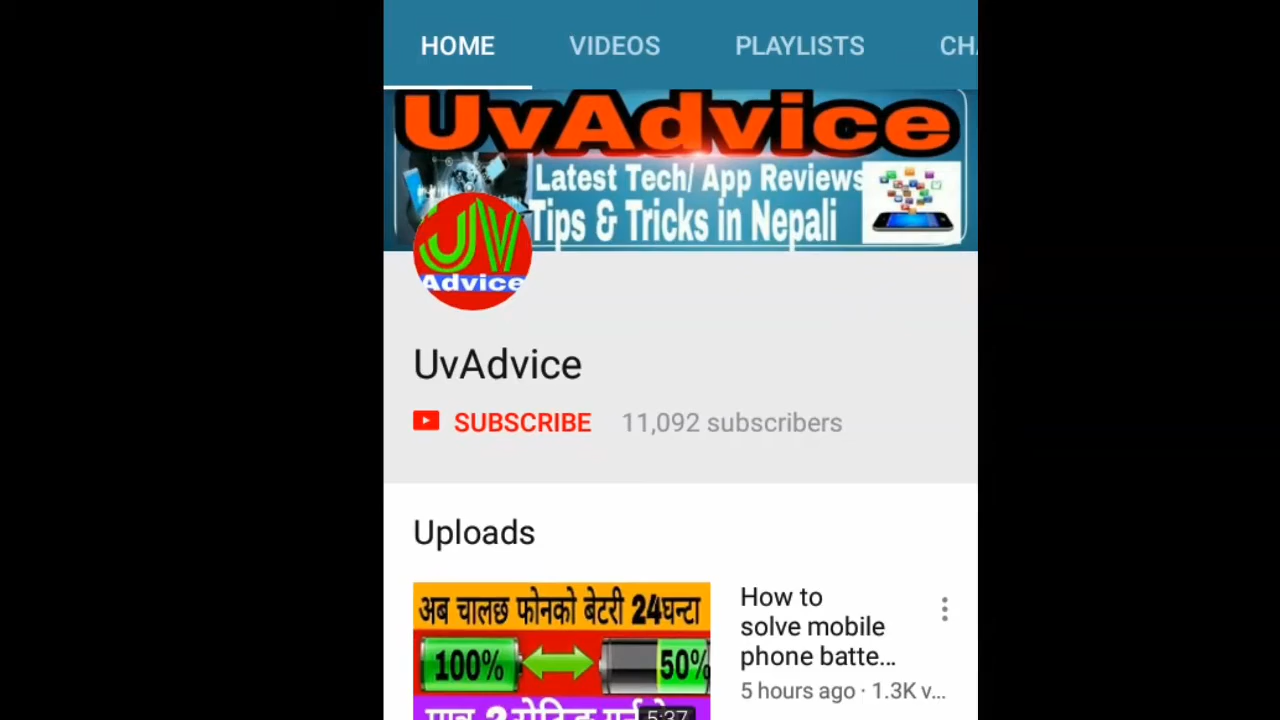 HOME VIDEOS PLAYLISTS
UvAdvice
Latest Tech/ App Reviews
Tips & Tricks in Nepali
UV
Advice
UvAdvice
SUBSCRIBE 11,092 subscribers
Uploads
अब चालछ फोनको बेटरी 24घन्टा
100% 50%
5:37
How to
solve mobile
phone batte...
5 hours ago · 1.3K v...